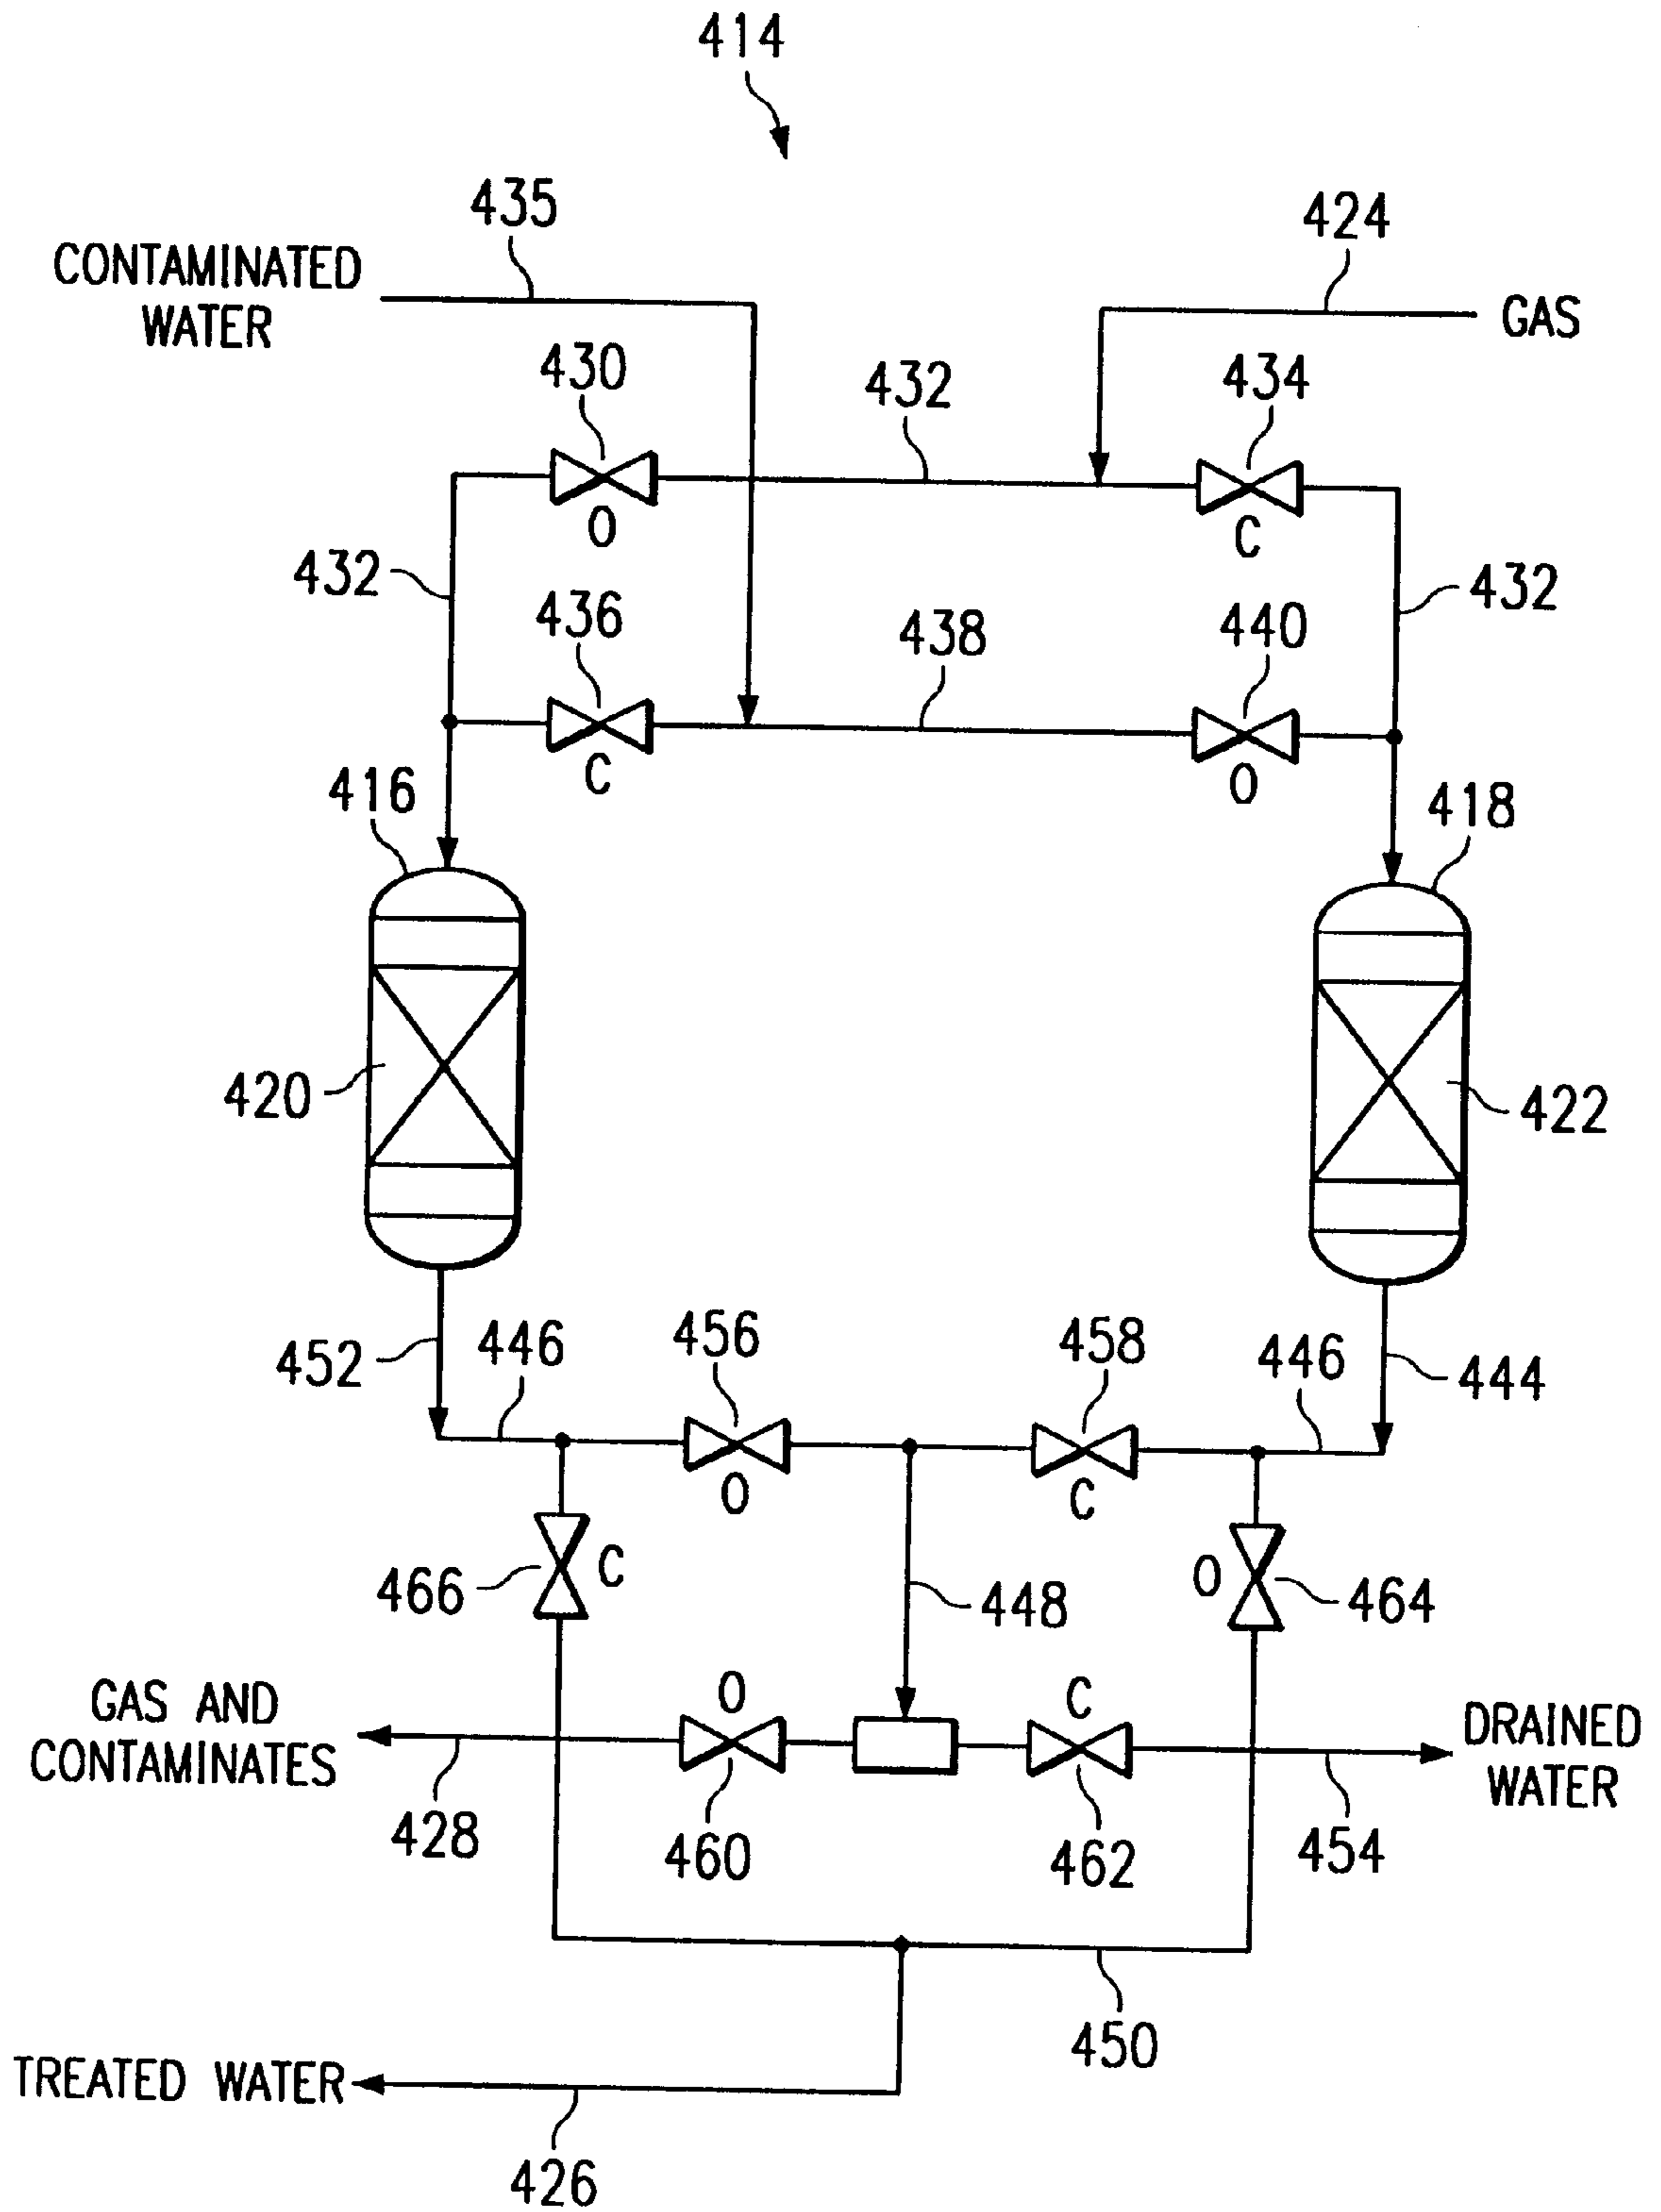 414
435
424
CONTAMINATED
WATER
GAS
430
432
434
O
C
432
432
436
438
440
C
O
416
418
420
422
452
446
456
458
446
444
O
C
466
C
448
O
464
GAS AND
CONTAMINATES
O
C
DRAINED
WATER
428
460
462
454
450
TREATED WATER
426